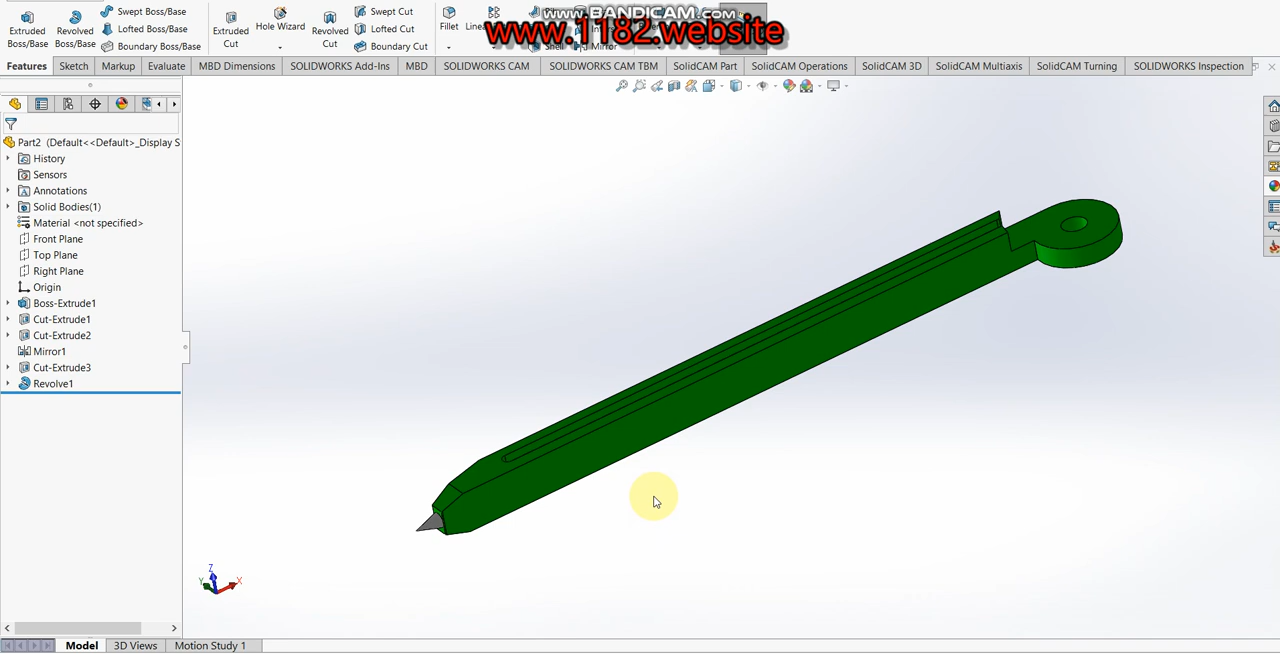 www.BANDICAM.com
www.1182.website
Extruded Boss/Base
Revolved Boss/Base
Swept Boss/Base
Lofted Boss/Base
Boundary Boss/Base
Extruded Cut
Hole Wizard
Revolved Cut
Swept Cut
Lofted Cut
Boundary Cut
Fillet
Shell
Mirror
Features Sketch Markup Evaluate MBD Dimensions SOLIDWORKS Add-Ins MBD SOLIDWORKS CAM SOLIDWORKS CAM TBM SolidCAM Part SolidCAM Operations SolidCAM 3D SolidCAM Multiaxis SolidCAM Turning SOLIDWORKS Inspection
Part2 (Default<<Default>_Display S
History
Sensors
Annotations
Solid Bodies(1)
Material <not specified>
Front Plane
Top Plane
Right Plane
Origin
Boss-Extrude1
Cut-Extrude1
Cut-Extrude2
Mirror1
Cut-Extrude3
Revolve1
Z
Y X
Model 3D Views Motion Study 1